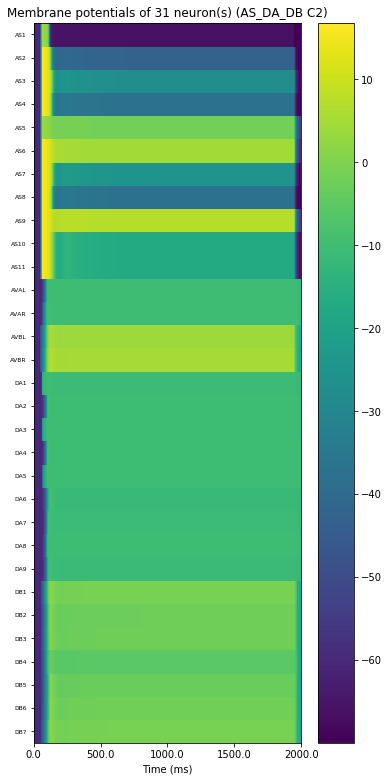 Membrane potentials of 31 neuron(s) (AS_DA_DB C2)
AS1
AS2
AS3
AS4
AS5
AS6
AS7
AS8
AS9
AS10
AS11
AVAL
AVAR
AVBL
AVBR
DA1
DA2
DA3
DA4
DA5
DA6
DA7
DA8
DA9
DB1
DB2
DB3
DB4
DB5
DB6
DB7
0.0 500.0 1000.0 1500.0 2000.0
Time (ms)
10
0
−10
−20
−30
−40
−50
−60